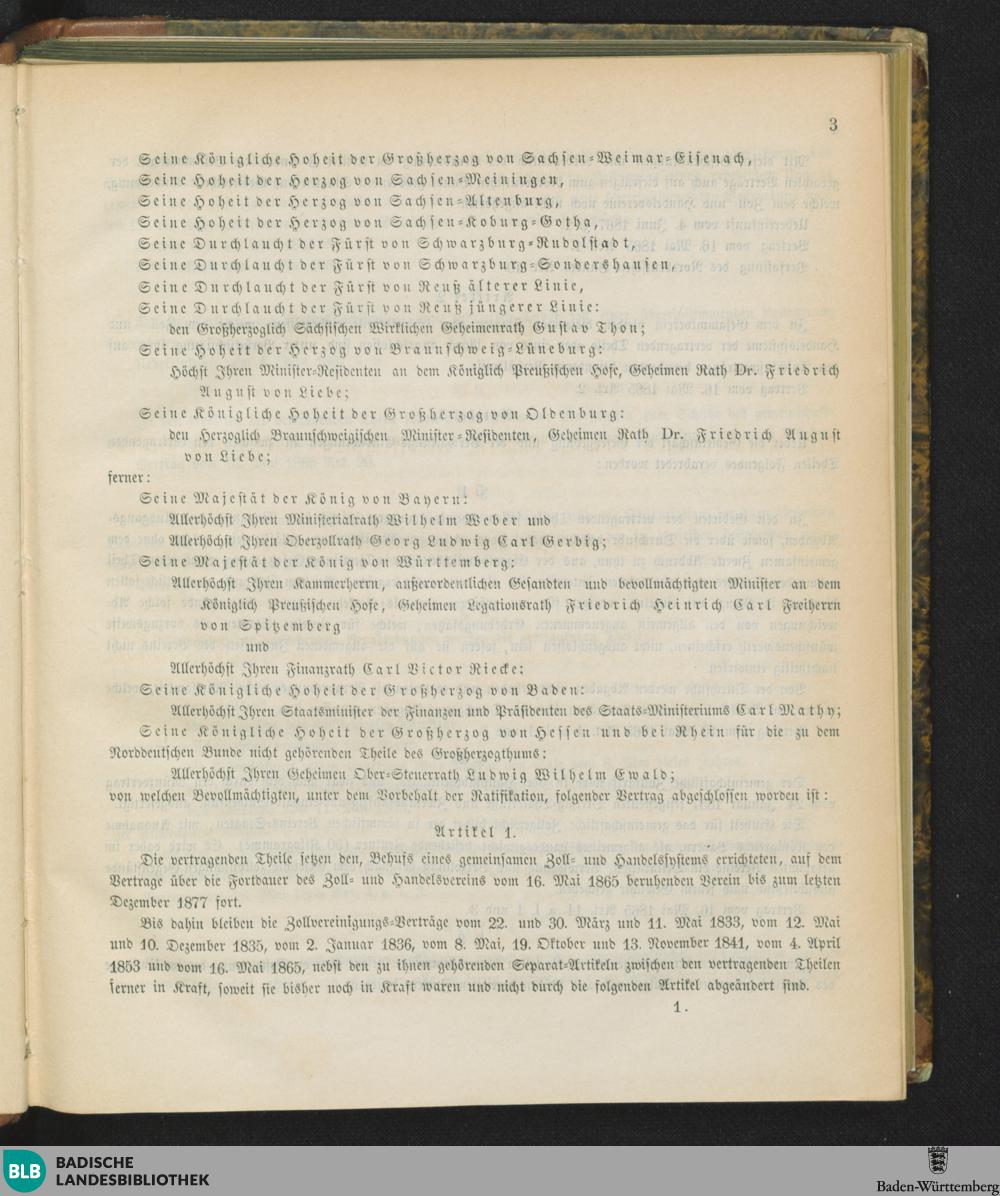 3
Seine Königliche Hoheit der Großherzog von Sachsen-Weimar-Eisenach,
Seine Hoheit der Herzog von Sachsen-Meiningen,
Seine Hoheit der Herzog von Sachsen-Altenburg,
Seine Hoheit der Herzog von Sachsen-Koburg-Gotha,
Seine Durchlaucht der Fürst von Schwarzburg-Rudolstadt,
Seine Durchlaucht der Fürst von Schwarzburg-Sondershausen,
Seine Durchlaucht der Fürst von Reuß älterer Linie,
Seine Durchlaucht der Fürst von Reuß jüngerer Linie:
den Großherzoglich Sächsischen Wirklichen Geheimenrath Gustav Thon;
Seine Hoheit der Herzog von Braunschweig-Lüneburg:
Höchst Ihren Minister-Residenten an dem Königlich Preußischen Hofe, Geheimen Rath Dr. Friedrich
August von Liebe;
Seine Königliche Hoheit der Großherzog von Oldenburg:
den Herzoglich Braunschweigischen Minister-Residenten, Geheimen Rath Dr. Friedrich August
von Liebe;
ferner:
Seine Majestät der König von Bayern:
Allerhöchst Ihren Ministerialrath Wilhelm Weber und
Allerhöchst Ihren Oberzollrath Georg Ludwig Carl Gerbig;
Seine Majestät der König von Württemberg:
Allerhöchst Ihren Kammerherrn, außerordentlichen Gesandten und bevollmächtigten Minister an dem
Königlich Preußischen Hofe, Geheimen Legationsrath Friedrich Heinrich Carl Freiherrn
von Spitzemberg
und
Allerhöchst Ihren Finanzrath Carl Victor Riecke:
Seine Königliche Hoheit der Großherzog von Baden:
Allerhöchst Ihren Staatsminister der Finanzen und Präsidenten des Staats-Ministeriums Carl Mathy;
Seine Königliche Hoheit der Großherzog von Hessen und bei Rhein für die zu dem
Norddeutschen Bunde nicht gehörenden Theile des Großherzogthums:
Allerhöchst Ihren Geheimen Ober-Steuerrath Ludwig Wilhelm Ewald;
von welchen Bevollmächtigten, unter dem Vorbehalt der Ratifikation, folgender Vertrag abgeschlossen worden ist:
Artikel 1.
Die vertragenden Theile setzen den, Behufs eines gemeinsamen Zoll- und Handelssystems errichteten, auf dem
Vertrage über die Fortdauer des Zoll- und Handelsvereins vom 16. Mai 1865 beruhenden Verein bis zum letzten
Dezember 1877 fort.
Bis dahin bleiben die Zollvereinigungs-Verträge vom 22. und 30. März und 11. Mai 1833, vom 12. Mai
und 10. Dezember 1835, vom 2. Januar 1836, vom 8. Mai, 19. Oktober und 13. November 1841, vom 4. April
1853 und vom 16. Mai 1865, nebst den zu ihnen gehörenden Separat-Artikeln zwischen den vertragenden Theilen
ferner in Kraft, soweit sie bisher noch in Kraft waren und nicht durch die folgenden Artikel abgeändert sind.
1.
BLB BADISCHE
LANDESBIBLIOTHEK
Baden-Württemberg